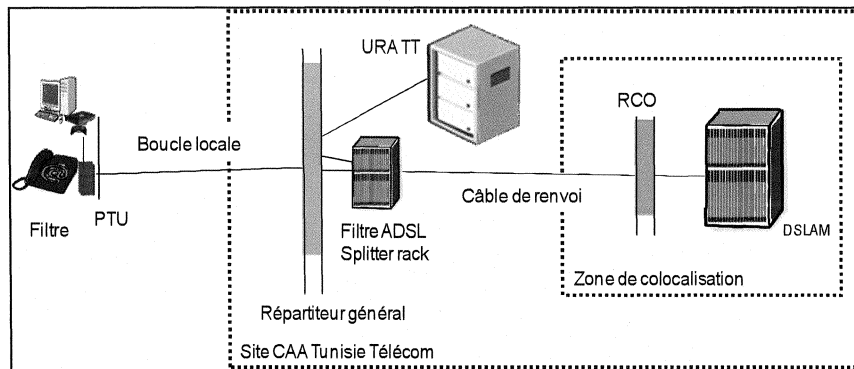 URA TT
RCO
Boucle locale
Câble de renvoi
PTU
Filtre
Filtre ADSL
Splitter rack
DSLAM
Zone de colocalisation
Répartiteur général
Site CAA Tunisie Télécom